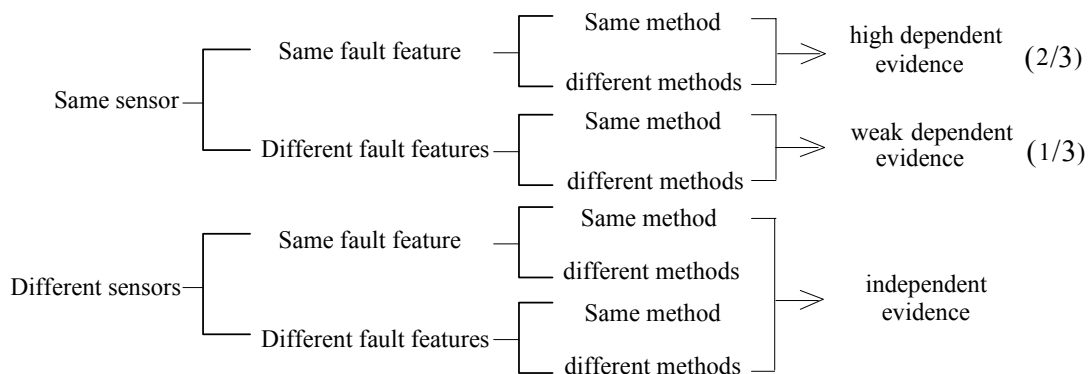 Same sensor
Same fault feature
Same method
different methods
high dependent
evidence
(2/3)
Different fault features
Same method
different methods
weak dependent
evidence
(1/3)
Different sensors
Same fault feature
Same method
different methods
Different fault features
Same method
different methods
independent
evidence